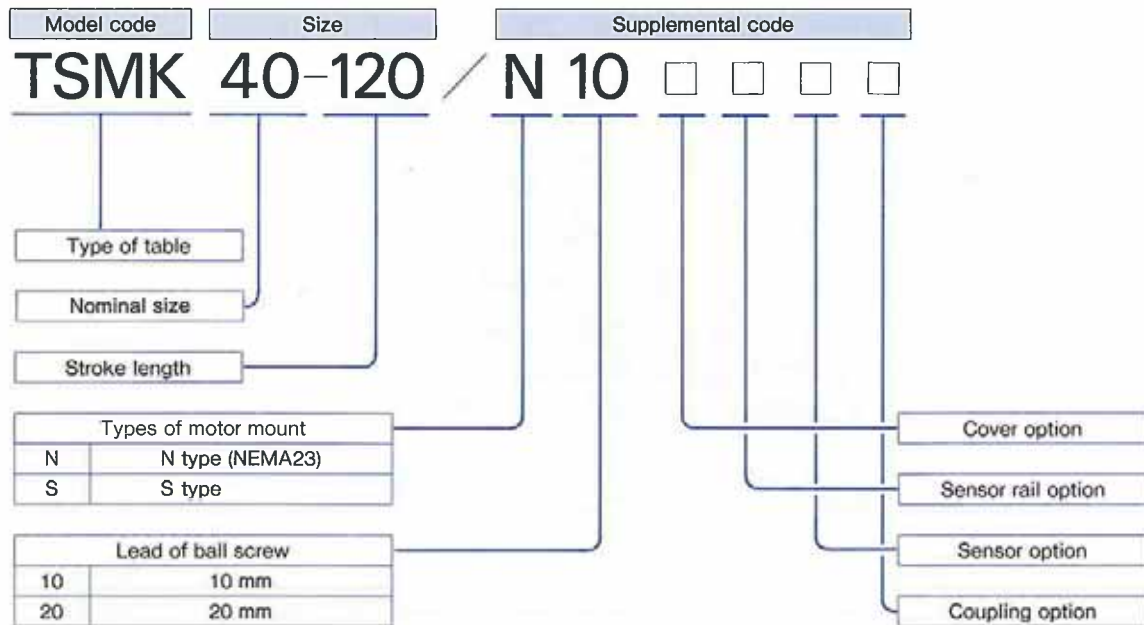 Model code Size Supplemental code
TSMK 40-120 / N 10 □ □ □ □
Type of table
Nominal size
Stroke length
Types of motor mount
N N type (NEMA23)
S S type
Lead of ball screw
10 10 mm
20 20 mm
Cover option
Sensor rail option
Sensor option
Coupling option